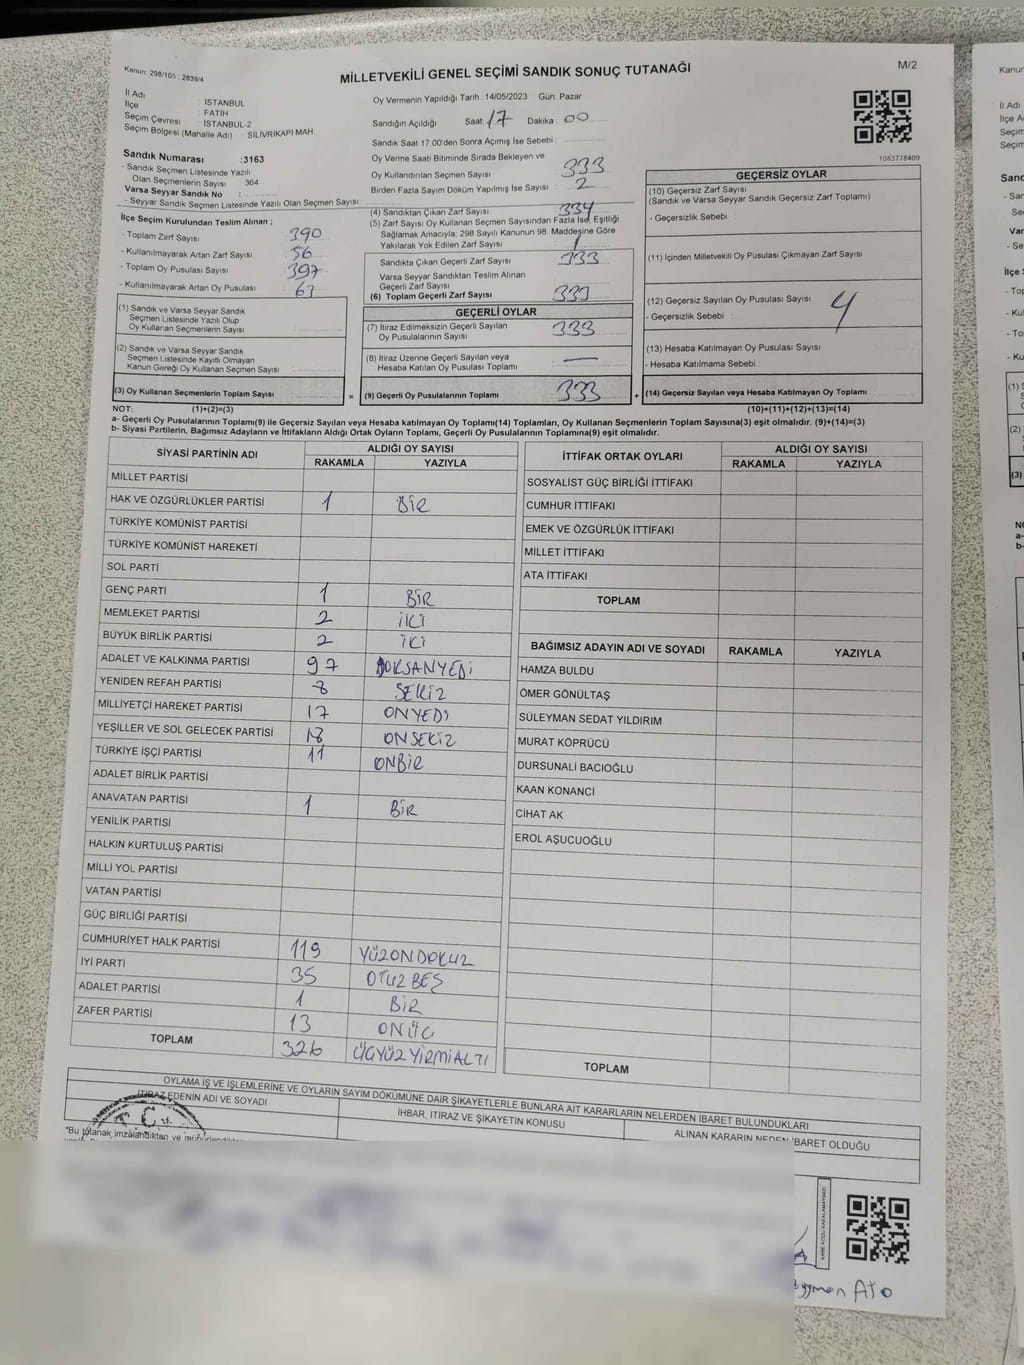 Kanun: 298/105 , 2839/4
MİLLETVEKİLİ GENEL SEÇİMİ SANDIK SONUÇ TUTANAĞI
M/2
İl Adı : İSTANBUL
İlçe : FATİH
Seçim Çevresi : İSTANBUL-2
Seçim Bölgesi (Mahalle Adı) : SİLİVRİKAPI MAH.
Sandık Numarası :3163
- Sandık Seçmen Listesinde Yazılı
Olan Seçmenlerin Sayısı : 364
Varsa Seyyar Sandık No :
- Seyyar Sandık Seçmen Listesinde Yazılı Olan Seçmen Sayısı:
İlçe Seçim Kurulundan Teslim Alınan ;
- Toplam Zarf Sayısı : 390
- Kullanılmayarak Artan Zarf Sayısı : 56
- Toplam Oy Pusulası Sayısı : 397
- Kullanılmayarak Artan Oy Pusulası : 63
(1) Sandık ve Varsa Seyyar Sandık
Seçmen Listesinde Yazılı Olup
Oy Kullanan Seçmenlerin Sayısı :
(2) Sandık ve Varsa Seyyar Sandık
Seçmen Listesinde Kayıtlı Olmayan
Kanun Gereği Oy Kullanan Seçmen Sayısı :
(3) Oy Kullanan Seçmenlerin Toplam Sayısı
Oy Vermenin Yapıldığı Tarih :14/05/2023 Gün: Pazar
Sandığın Açıldığı Saat: 17 Dakika : 00
Sandık Saat 17:00'den Sonra Açımış İse Sebebi :
Oy Verme Saati Bitiminde Sırada Bekleyen ve
Oy Kullandırılan Seçmen Sayısı : 333
Birden Fazla Sayım Döküm Yapılmış İse Sayısı : 2
(4) Sandıktan Çıkan Zarf Sayısı : 334
(5) Zarf Sayısı Oy Kullanan Seçmen Sayısından Fazla İse, Eşitliği
Sağlamak Amacıyla; 298 Sayılı Kanunun 98. Maddesine Göre
Yakılarak Yok Edilen Zarf Sayısı : 1
Sandıkta Çıkan Geçerli Zarf Sayısı : 333
Varsa Seyyar Sandıktan Teslim Alınan
Geçerli Zarf Sayısı :
(6) Toplam Geçerli Zarf Sayısı : 333
GEÇERLİ OYLAR
(7) İtiraz Edilmeksizin Geçerli Sayılan
Oy Pusulalarının Sayısı : 333
(8) İtiraz Üzerine Geçerli Sayılan veya
Hesaba Katılan Oy Pusulası Toplamı : —
= (9) Geçerli Oy Pusulalarının Toplamı : 333 +
1063778409
GEÇERSİZ OYLAR
(10) Geçersiz Zarf Sayısı
(Sandık ve Varsa Seyyar Sandık Geçersiz Zarf Toplamı)
- Geçersizlik Sebebi :
(11) İçinden Milletvekili Oy Pusulası Çıkmayan Zarf Sayısı
(12) Geçersiz Sayılan Oy Pusulası Sayısı : 4
- Geçersizlik Sebebi :
(13) Hesaba Katılmayan Oy Pusulası Sayısı
- Hesaba Katılmama Sebebi :
(14) Geçersiz Sayılan veya Hesaba Katılmayan Oy Toplamı
NOT: (1)+(2)=(3) (10)+(11)+(12)+(13)=(14)
a- Geçerli Oy Pusulalarının Toplamı(9) ile Geçersiz Sayılan veya Hesaba katılmayan Oy Toplamı(14) Toplamları, Oy Kullanan Seçmenlerin Toplam Sayısına(3) eşit olmalıdır. (9)+(14)=(3)
b- Siyasi Partilerin, Bağımsız Adayların ve İttifakların Aldığı Ortak Oyların Toplamı, Geçerli Oy Pusulalarının Toplamına(9) eşit olmalıdır.
SİYASİ PARTİNİN ADI ALDIĞI OY SAYISI
RAKAMLA YAZIYLA
MİLLET PARTİSİ
HAK VE ÖZGÜRLÜKLER PARTİSİ 1 BİR
TÜRKİYE KOMÜNİST PARTİSİ
TÜRKİYE KOMÜNİST HAREKETİ
SOL PARTİ
GENÇ PARTİ 1 BİR
MEMLEKET PARTİSİ 2 İKİ
BÜYÜK BİRLİK PARTİSİ 2 İKİ
ADALET VE KALKINMA PARTİSİ 97 DOKSANYEDİ
YENİDEN REFAH PARTİSİ 8 SEKİZ
MİLLİYETÇİ HAREKET PARTİSİ 17 ONYEDİ
YEŞİLLER VE SOL GELECEK PARTİSİ 18 ONSEKİZ
TÜRKİYE İŞÇİ PARTİSİ 11 ONBİR
ADALET BİRLİK PARTİSİ
ANAVATAN PARTİSİ 1 BİR
YENİLİK PARTİSİ
HALKIN KURTULUŞ PARTİSİ
MİLLİ YOL PARTİSİ
VATAN PARTİSİ
GÜÇ BİRLİĞİ PARTİSİ
CUMHURİYET HALK PARTİSİ 119 YÜZONDOKUZ
İYİ PARTİ 35 OTUZBEŞ
ADALET PARTİSİ 1 BİR
ZAFER PARTİSİ 13 ONÜÇ
TOPLAM 326 ÜÇYÜZYİRMİALTI
İTTİFAK ORTAK OYLARI ALDIĞI OY SAYISI
RAKAMLA YAZIYLA
SOSYALİST GÜÇ BİRLİĞİ İTTİFAKI
CUMHUR İTTİFAKI
EMEK VE ÖZGÜRLÜK İTTİFAKI
MİLLET İTTİFAKI
ATA İTTİFAKI
TOPLAM
BAĞIMSIZ ADAYIN ADI VE SOYADI RAKAMLA YAZIYLA
HAMZA BULDU
ÖMER GÖNÜLTAŞ
SÜLEYMAN SEDAT YILDIRIM
MURAT KÖPRÜCÜ
DURSUNALİ BACIOĞLU
KAAN KONANCİ
CİHAT AK
EROL AŞUCUOĞLU
TOPLAM
OYLAMA İŞ VE İŞLEMLERİNE VE OYLARIN SAYIM DÖKÜMÜNE DAİR ŞİKAYETLERLE BUNLARA AİT KARARLARIN NELERDEN İBARET BULUNDUKLARI
İTİRAZ EDENİN ADI VE SOYADI İHBAR, İTİRAZ VE ŞİKAYETİN KONUSU ALINAN KARARIN NEDEN İBARET OLDUĞU
T.C.
*Bu tutanak imzalandıktan ve mühürlendikten
KARE KODU KARALAMAYINIZ!